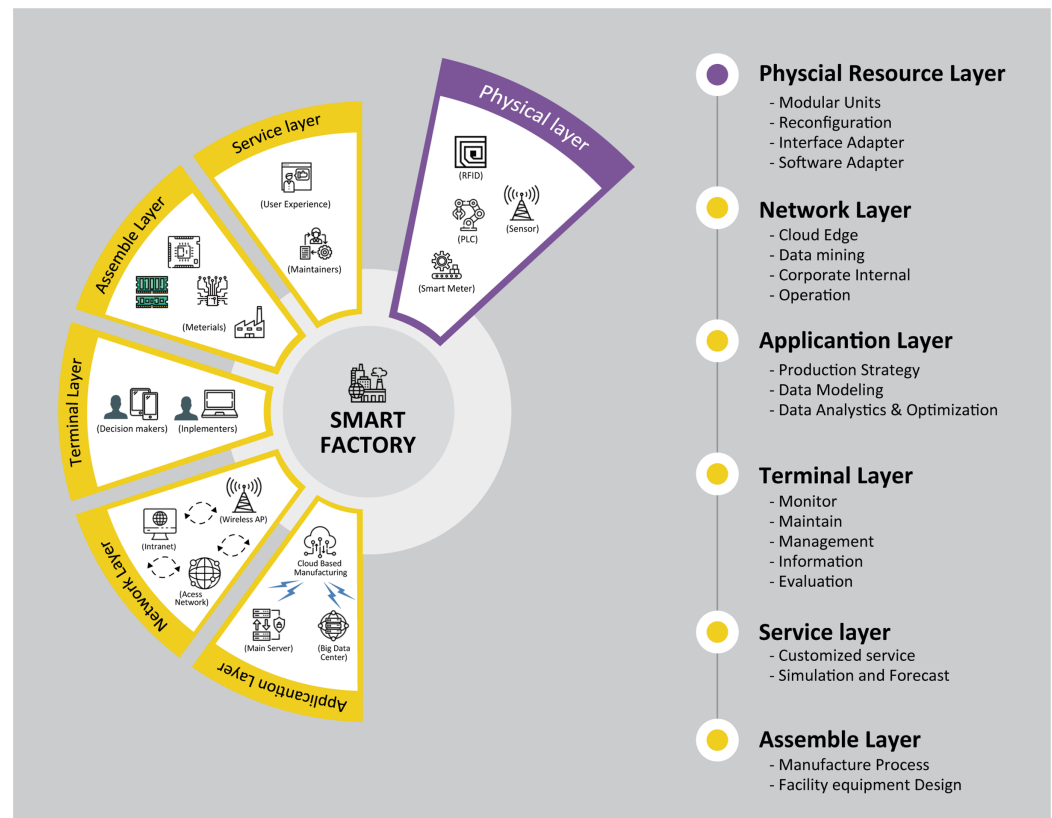 Physical layer
(RFID)
(PLC)
(Sensor)
(Smart Meter)
Service layer
(User Experience)
(Maintainers)
Assemble Layer
(Meterials)
Terminal Layer
(Decision makers)
(Inplementers)
Network Layer
(Wireless AP)
(Intranet)
(Acess
Network)
Applicantion Layer
Cloud Based
Manufacturing
(Main Server)
(Big Data
Center)
SMART
FACTORY
Physcial Resource Layer
- Modular Units
- Reconfiguration
- Interface Adapter
- Software Adapter
Network Layer
- Cloud Edge
- Data mining
- Corporate Internal
- Operation
Applicantion Layer
- Production Strategy
- Data Modeling
- Data Analystics & Optimization
Terminal Layer
- Monitor
- Maintain
- Management
- Information
- Evaluation
Service layer
- Customized service
- Simulation and Forecast
Assemble Layer
- Manufacture Process
- Facility equipment Design